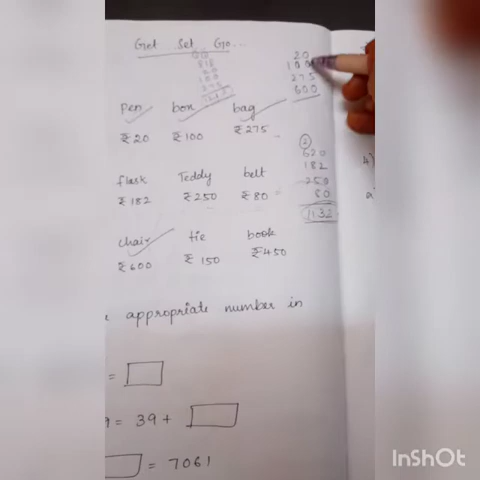 Get Set Go...
20
100
275
600
pen box bag
₹20 ₹100 ₹275
2
620
182
250
80
1132
flask Teddy belt
₹182 ₹250 ₹80
chair tie book
₹600 ₹150 ₹450
appropriate number in
=
= 39 +
= 7061
4)
a
InShOt